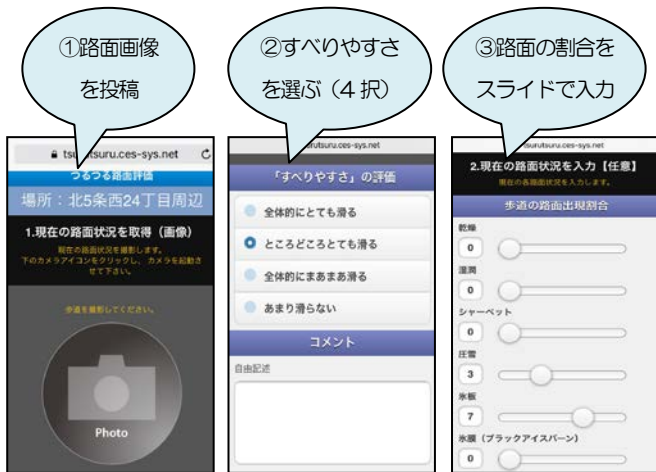 ①路面画像
を投稿
②すべりやすさ
を選ぶ（4択）
③路面の割合を
スライドで入力
tsurutsuru.ces-sys.net
つるつる路面評価
場所：北5条西24丁目周辺
1.現在の路面状況を取得（画像）
現在の路面状況を撮影します。
下のカメラアイコンをクリックし、カメラを起動さ
せて下さい。
歩道を撮影してください。
Photo
rutsuru.ces-sys.net
「すべりやすさ」の評価
全体的にとても滑る
ところどころとても滑る
全体的にまあまあ滑る
あまり滑らない
コメント
自由記述
tsurutsuru.ces-sys.net
2.現在の路面状況を入力【任意】
現在の各路面状況を入力します。
歩道の路面出現割合
乾燥
0
湿潤
0
シャーベット
0
圧雪
3
氷板
7
氷膜（ブラックアイスバーン）
0